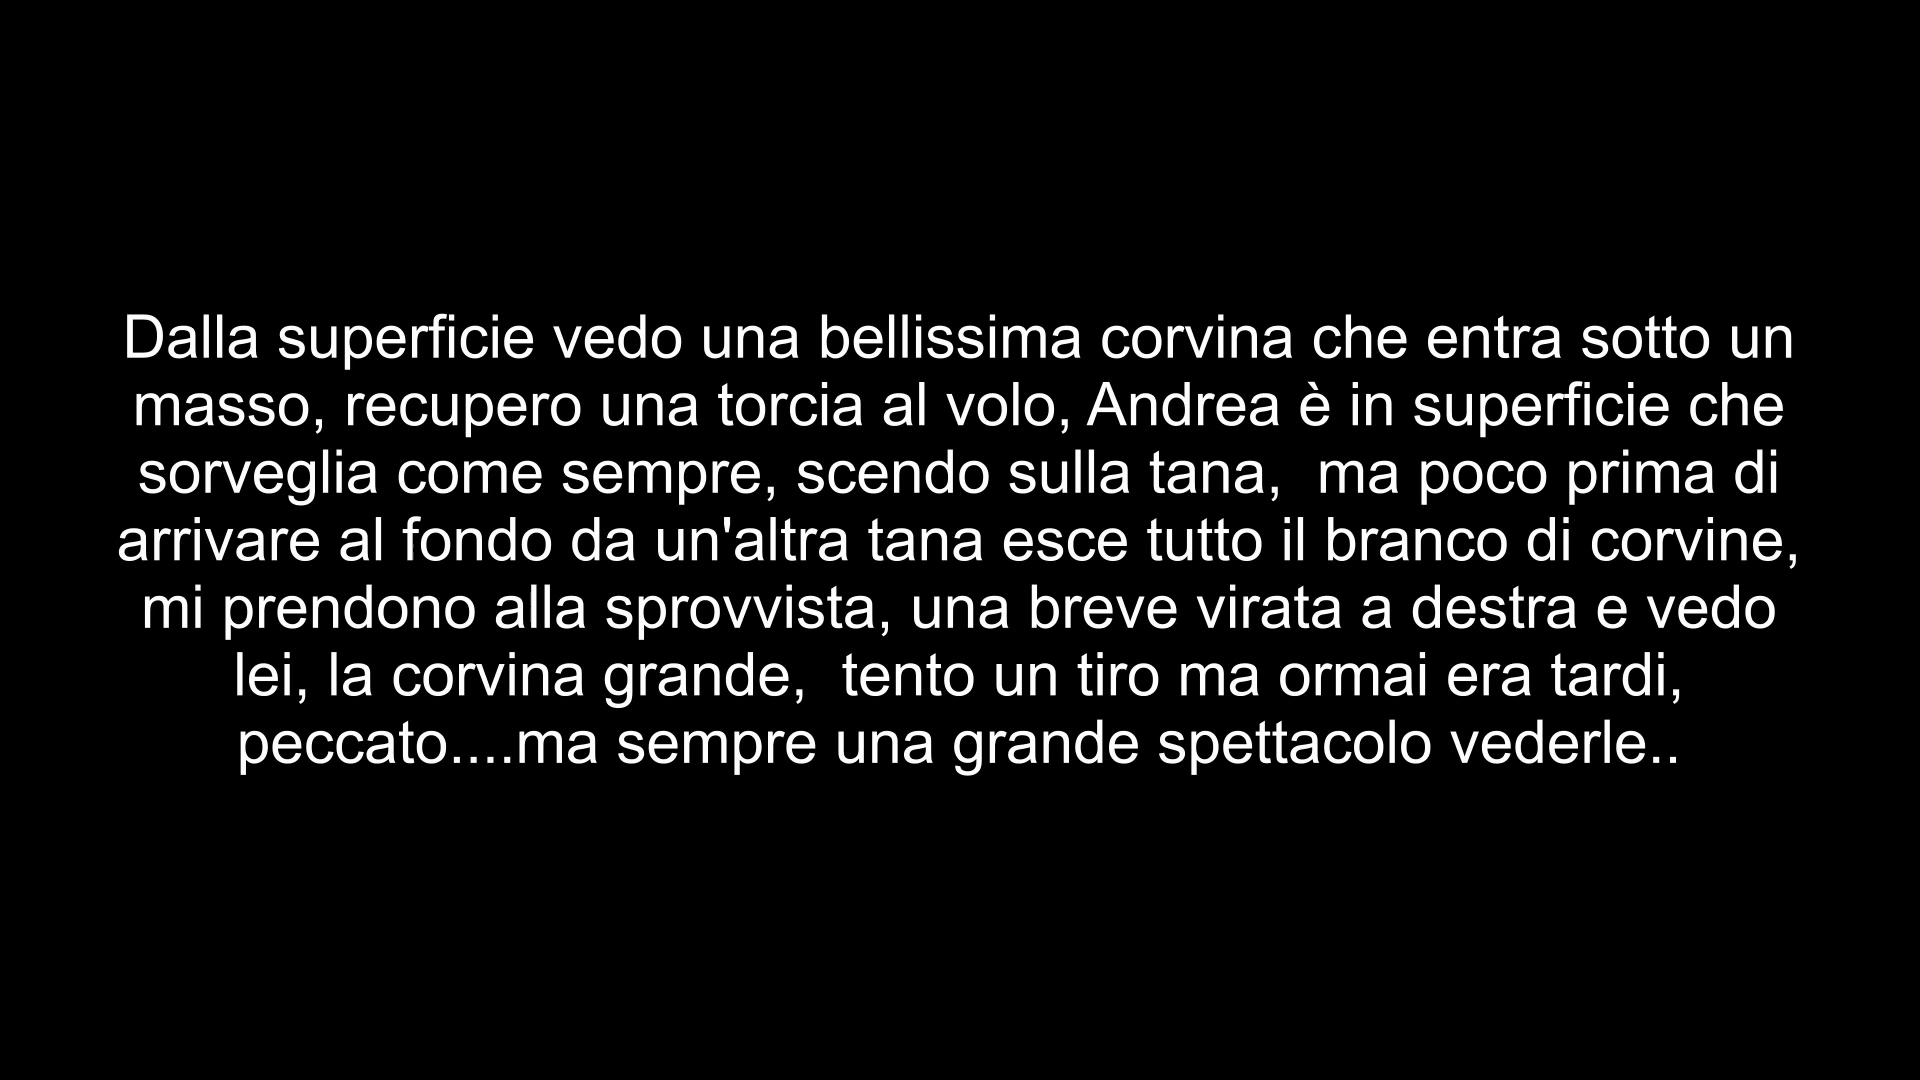 Dalla superficie vedo una bellissima corvina che entra sotto un
masso, recupero una torcia al volo, Andrea è in superficie che
sorveglia come sempre, scendo sulla tana,  ma poco prima di
arrivare al fondo da un'altra tana esce tutto il branco di corvine,
mi prendono alla sprovvista, una breve virata a destra e vedo
lei, la corvina grande,  tento un tiro ma ormai era tardi,
peccato....ma sempre una grande spettacolo vederle..